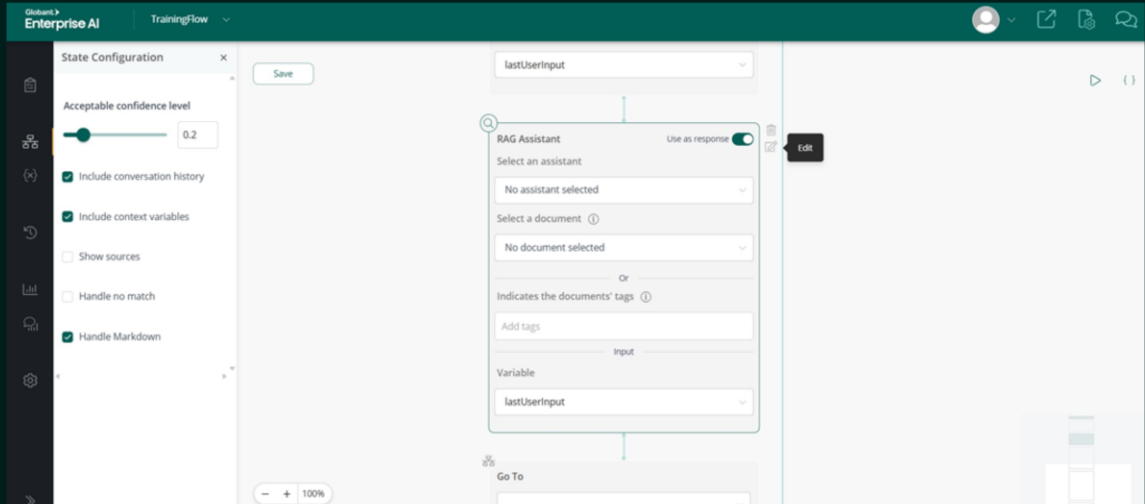 Globant
Enterprise AI
TrainingFlow
State Configuration
Acceptable confidence level
0.2
Include conversation history
Include context variables
Show sources
Handle no match
Handle Markdown
Save
lastUserInput
RAG Assistant
Use as response
Edit
Select an assistant
No assistant selected
Select a document
No document selected
Or
Indicates the documents' tags
Add tags
Input
Variable
lastUserInput
Go To
100%